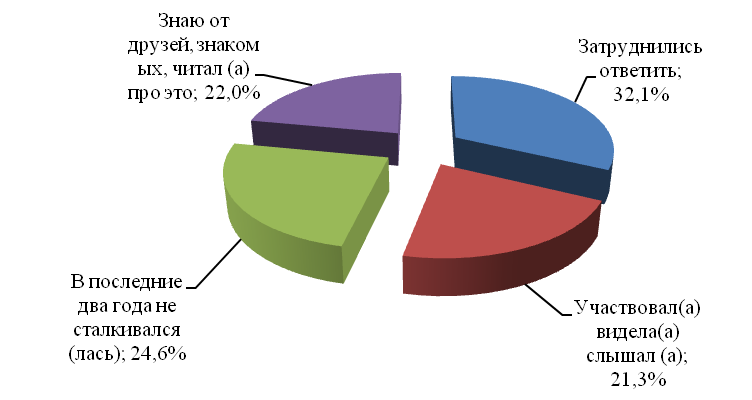 Знаю от
друзей, знаком
ых, читал (а)
про это; 22,0%
Затруднились
ответить;
32,1%
В последние
два года не
сталкивался
(лась); 24,6%
Участвовал(а)
видела(а)
слышал (а);
21,3%